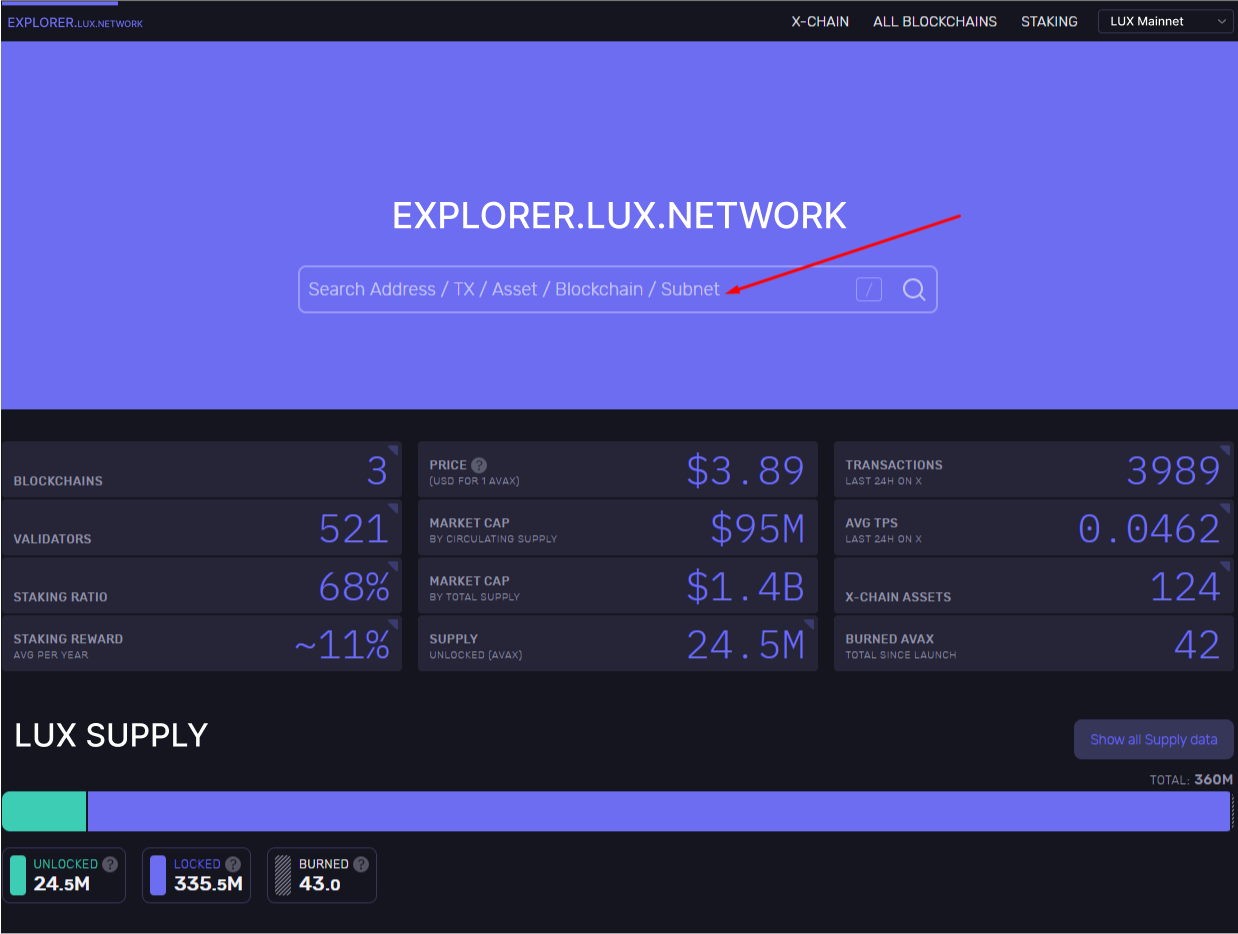 EXPLORER.LUX.NETWORK
X-CHAIN
ALL BLOCKCHAINS
STAKING
LUX Mainnet
EXPLORER.LUX.NETWORK
Search Address / TX / Asset / Blockchain / Subnet
/
BLOCKCHAINS
3
VALIDATORS
521
STAKING RATIO
68%
STAKING REWARD
AVG PER YEAR
~11%
PRICE ?
(USD FOR 1 AVAX)
$3.89
MARKET CAP
BY CIRCULATING SUPPLY
$95M
MARKET CAP
BY TOTAL SUPPLY
$1.4B
SUPPLY
UNLOCKED (AVAX)
24.5M
TRANSACTIONS
LAST 24H ON X
3989
AVG TPS
LAST 24H ON X
0.0462
X-CHAIN ASSETS
124
BURNED AVAX
TOTAL SINCE LAUNCH
42
LUX SUPPLY
Show all Supply data
TOTAL: 360M
UNLOCKED ?
24.5M
LOCKED ?
335.5M
BURNED ?
43.0